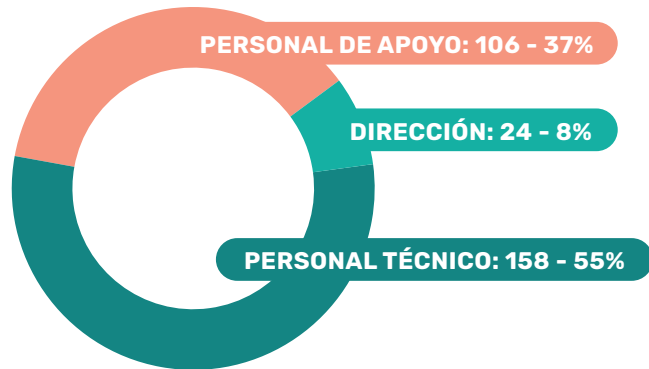 PERSONAL DE APOYO: 106 - 37%
DIRECCIÓN: 24 - 8%
PERSONAL TÉCNICO: 158 - 55%